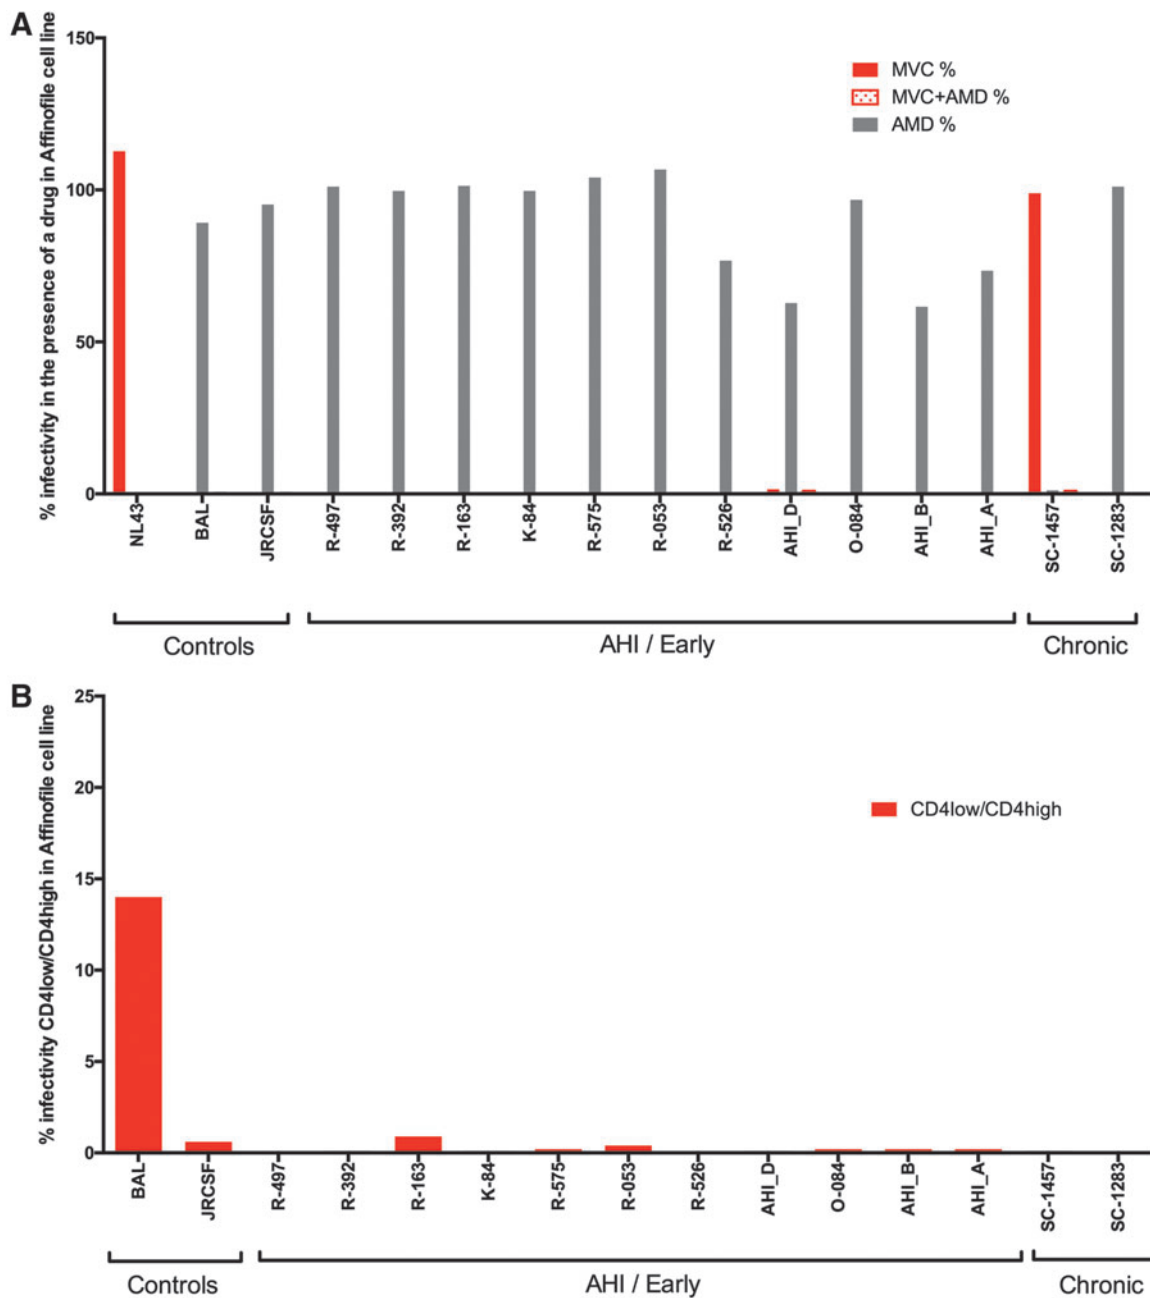 A
% infectivity in the presence of a drug in Affinofile cell line
150
100
50
0
MVC %
MVC+AMD %
AMD %
NL43
BAL
JRCSF
R-497
R-392
R-163
K-84
R-575
R-053
R-526
AHI_D
O-084
AHI_B
AHI_A
SC-1457
SC-1283
Controls
AHI / Early
Chronic
B
% infectivity CD4low/CD4high in Affinofile cell line
25
20
15
10
5
0
CD4low/CD4high
BAL
JRCSF
R-497
R-392
R-163
K-84
R-575
R-053
R-526
AHI_D
O-084
AHI_B
AHI_A
SC-1457
SC-1283
Controls
AHI / Early
Chronic